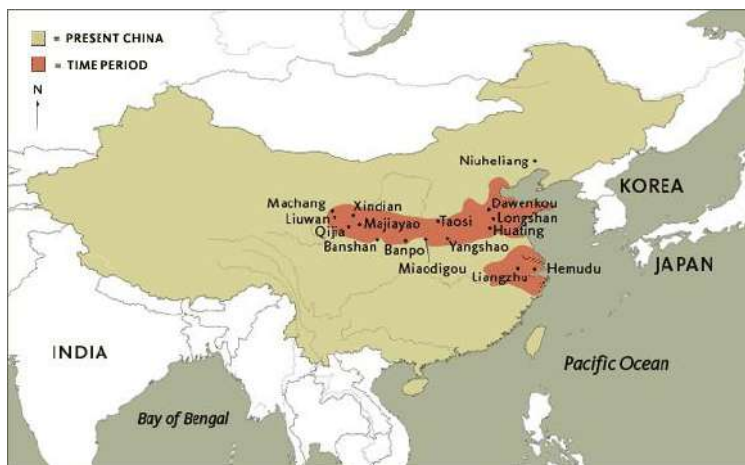 = PRESENT CHINA
= TIME PERIOD
N
Niuheliang
KOREA
Machang
Xindian
Dawenkou
Liuwan
Majiayao
Taosi
Longshan
Qijia
Huating
Banshan
Banpo
Yangshao
JAPAN
Miaodigou
Liangzhu
Hemudu
INDIA
Pacific Ocean
Bay of Bengal